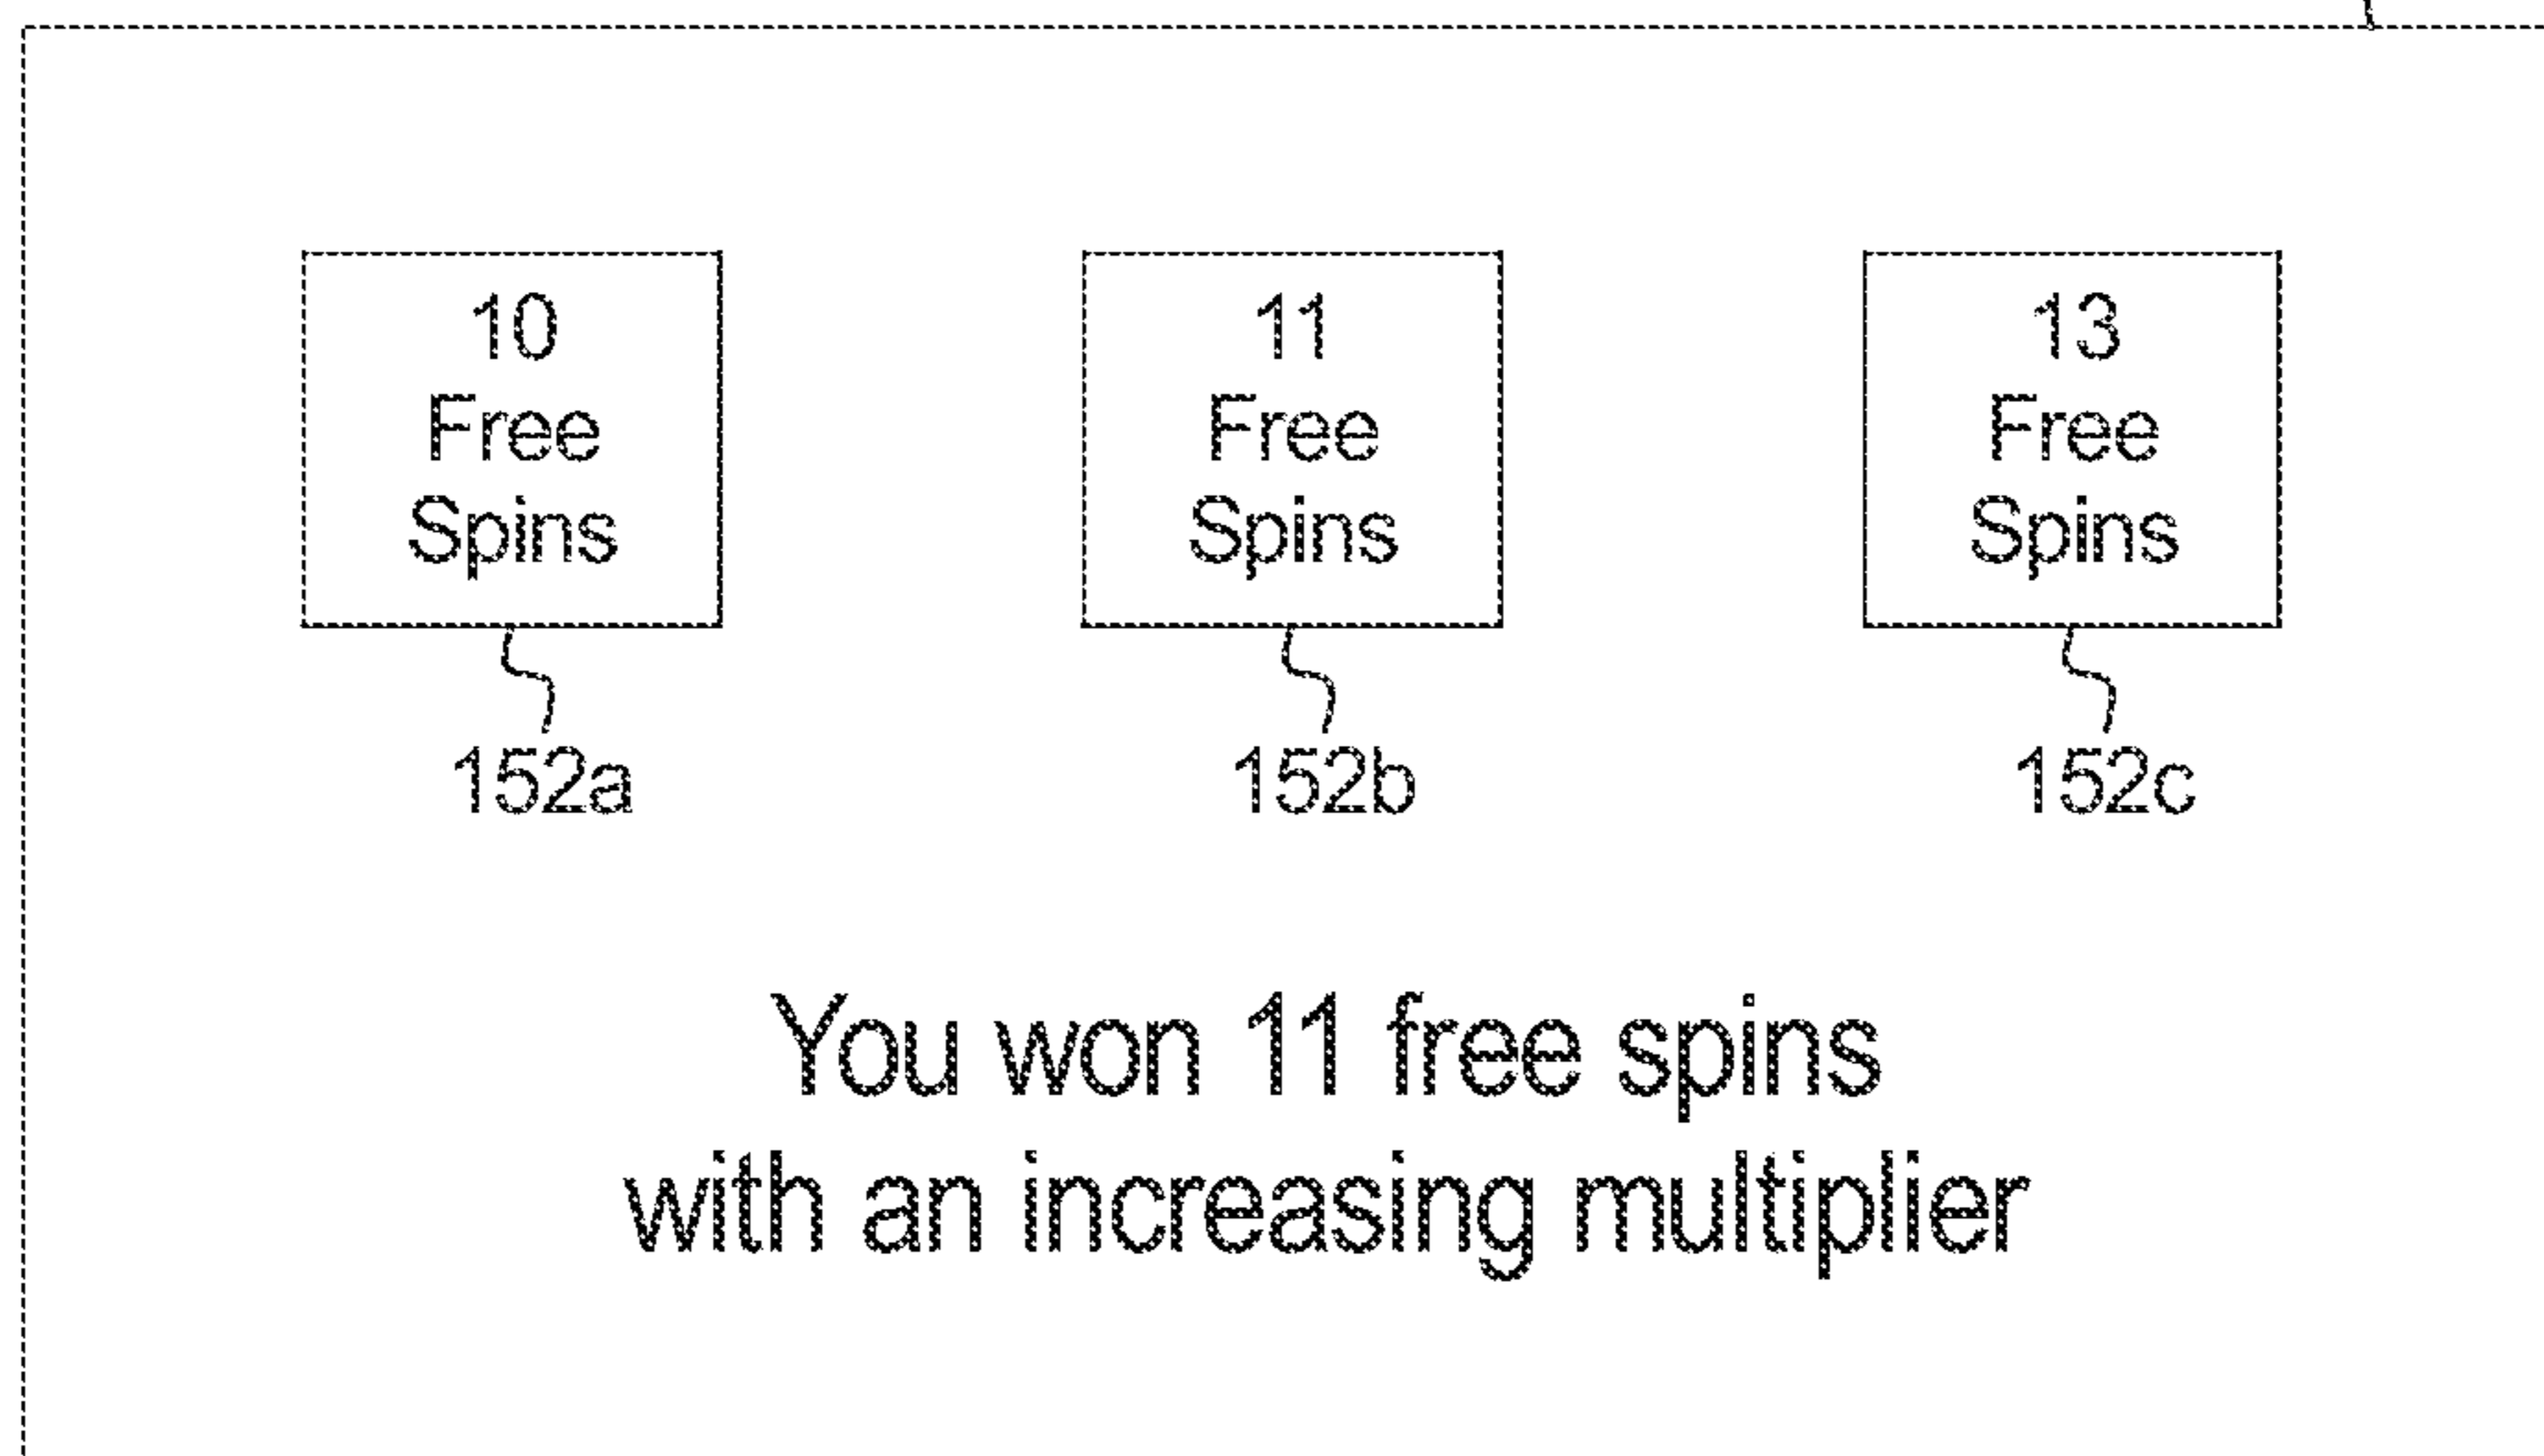 10
Free
Spins
152a
11
Free
Spins
152b
13
Free
Spins
152c
You won 11 free spins
with an increasing multiplier